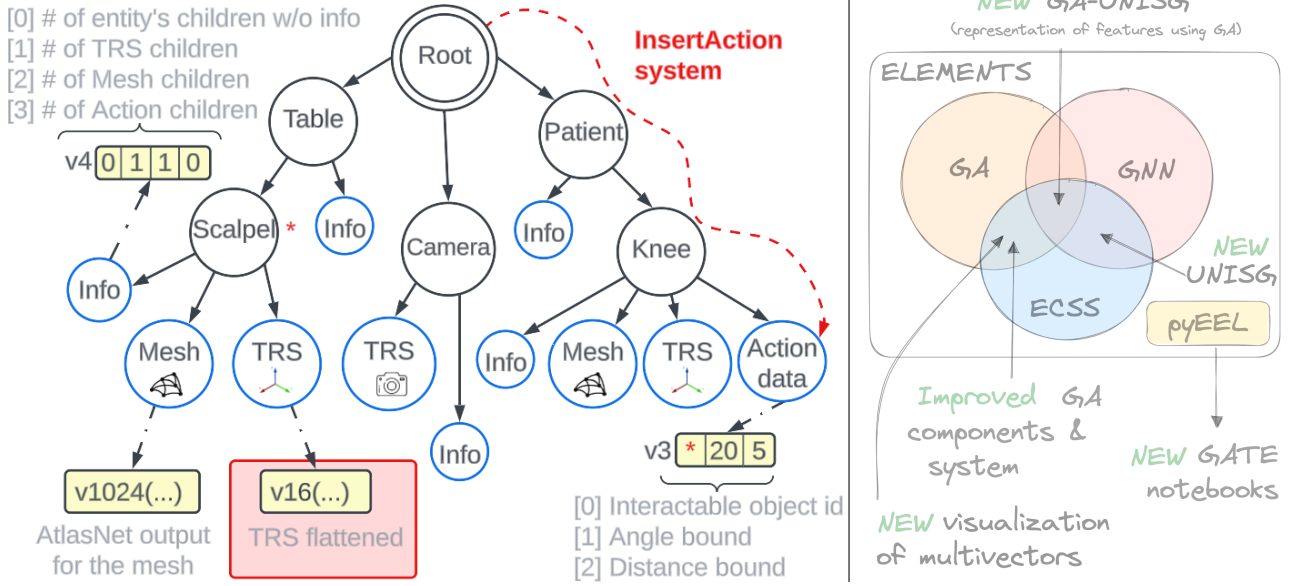 [0] # of entity's children w/o info
[1] # of TRS children
[2] # of Mesh children
[3] # of Action children
v4 0 1 1 0
Root
InsertAction
system
Table
Patient
Scalpel *
Info
Camera
Info
Knee
Info
Mesh
TRS
TRS
Info
Mesh
TRS
Action
data
Info
v1024(...)
AtlasNet output
for the mesh
v16(...)
TRS flattened
v3 * 20 5
[0] Interactable object id
[1] Angle bound
[2] Distance bound
NEW GA-UNISG
(representation of features using GA)
ELEMENTS
GA
GNN
ECSS
NEW
UNISG
pyEEL
Improved GA
components &
system
NEW GATE
notebooks
NEW visualization
of multivectors